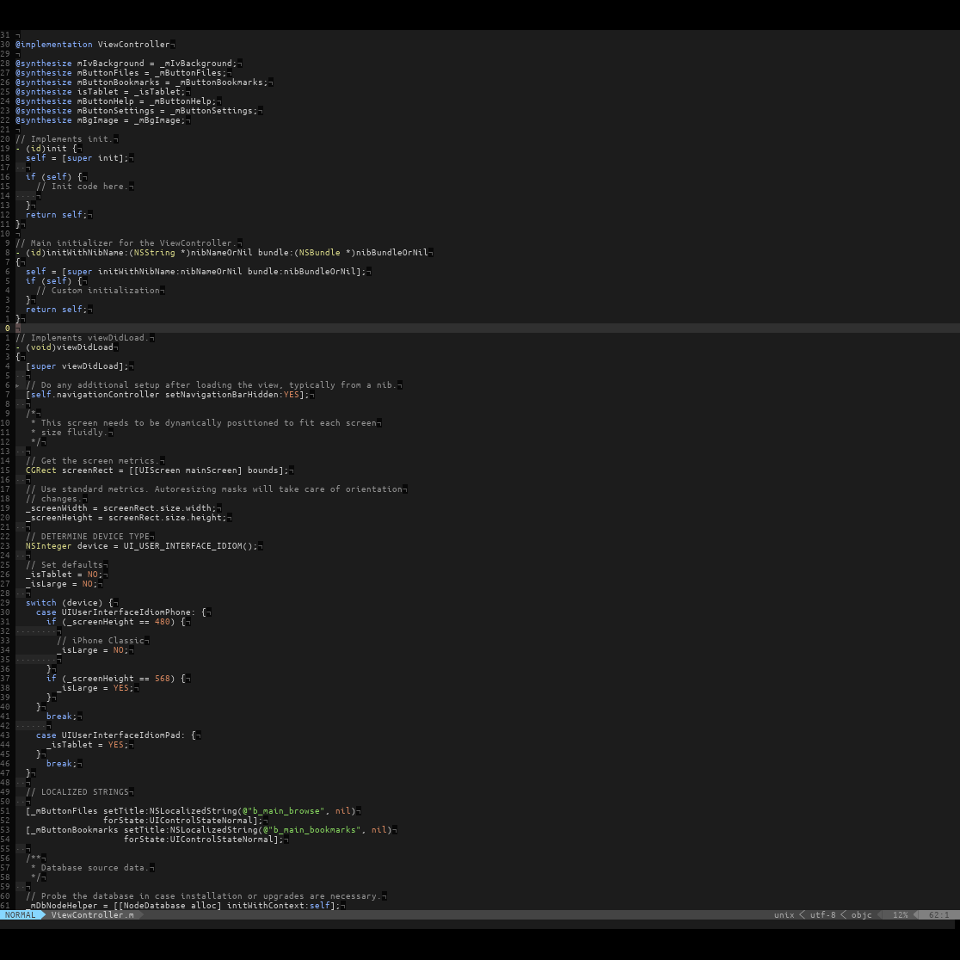 31 ¬
30 @implementation ViewController¬
29 ¬
28 @synthesize mIvBackground = _mIvBackground;¬
27 @synthesize mButtonFiles = _mButtonFiles;¬
26 @synthesize mButtonBookmarks = _mButtonBookmarks;¬
25 @synthesize isTablet = _isTablet;¬
24 @synthesize mButtonHelp = _mButtonHelp;¬
23 @synthesize mButtonSettings = _mButtonSettings;¬
22 @synthesize mBgImage = _mBgImage;¬
21 ¬
20 // Implements init.¬
19 - (id)init {¬
18   self = [super init];¬
17 ··¬
16   if (self) {¬
15     // Init code here.¬
14 ····¬
13   }¬
12   return self;¬
11 }¬
10 ¬
9 // Main initializer for the ViewController.¬
8 - (id)initWithNibName:(NSString *)nibNameOrNil bundle:(NSBundle *)nibBundleOrNil¬
7 {¬
6   self = [super initWithNibName:nibNameOrNil bundle:nibBundleOrNil];¬
5   if (self) {¬
4     // Custom initialization¬
3   }¬
2   return self;¬
1 }¬
0 ¬
1 // Implements viewDidLoad.¬
2 - (void)viewDidLoad¬
3 {¬
4   [super viewDidLoad];¬
5 ··¬
6 ▸ // Do any additional setup after loading the view, typically from a nib.¬
7   [self.navigationController setNavigationBarHidden:YES];¬
8 ··¬
9   /*¬
10    * This screen needs to be dynamically positioned to fit each screen¬
11    * size fluidly.¬
12    */¬
13 ··¬
14   // Get the screen metrics.¬
15   CGRect screenRect = [[UIScreen mainScreen] bounds];¬
16 ··¬
17   // Use standard metrics. Autoresizing masks will take care of orientation¬
18   // changes.¬
19   _screenWidth = screenRect.size.width;¬
20   _screenHeight = screenRect.size.height;¬
21 ··¬
22   // DETERMINE DEVICE TYPE¬
23   NSInteger device = UI_USER_INTERFACE_IDIOM();¬
24 ··¬
25   // Set defaults¬
26   _isTablet = NO;¬
27   _isLarge = NO;¬
28 ··¬
29   switch (device) {¬
30     case UIUserInterfaceIdiomPhone: {¬
31       if (_screenHeight == 480) {¬
32 ········¬
33         // iPhone Classic¬
34         _isLarge = NO;¬
35 ········¬
36       }¬
37       if (_screenHeight == 568) {¬
38         _isLarge = YES;¬
39       }¬
40     }¬
41       break;¬
42 ······¬
43     case UIUserInterfaceIdiomPad: {¬
44       _isTablet = YES;¬
45     }¬
46       break;¬
47   }¬
48 ··¬
49   // LOCALIZED STRINGS¬
50 ··¬
51   [_mButtonFiles setTitle:NSLocalizedString(@"b_main_browse", nil)¬
52                  forState:UIControlStateNormal];¬
53   [_mButtonBookmarks setTitle:NSLocalizedString(@"b_main_bookmarks", nil)¬
54                      forState:UIControlStateNormal];¬
55 ··¬
56   /**¬
57    * Database source data.¬
58    */¬
59 ··¬
60   // Probe the database in case installation or upgrades are necessary.¬
61   _mDbNodeHelper = [[NodeDatabase alloc] initWithContext:self];¬
NORMAL ViewController.m unix utf-8 objc 12% 62:1